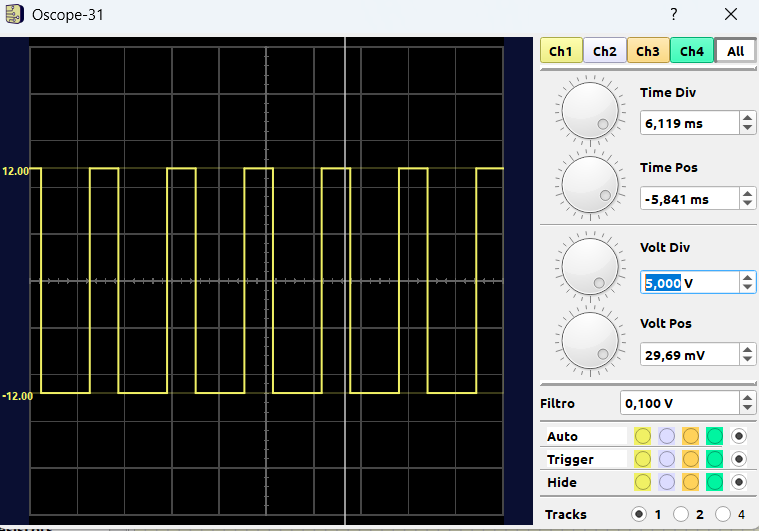 Oscope-31 ?
Ch1 Ch2 Ch3 Ch4 All
Time Div
6,119 ms
Time Pos
-5,841 ms
Volt Div
5,000 V
Volt Pos
29,69 mV
Filtro 0,100 V
Auto
Trigger
Hide
Tracks 1 2 4
12.00
-12.00